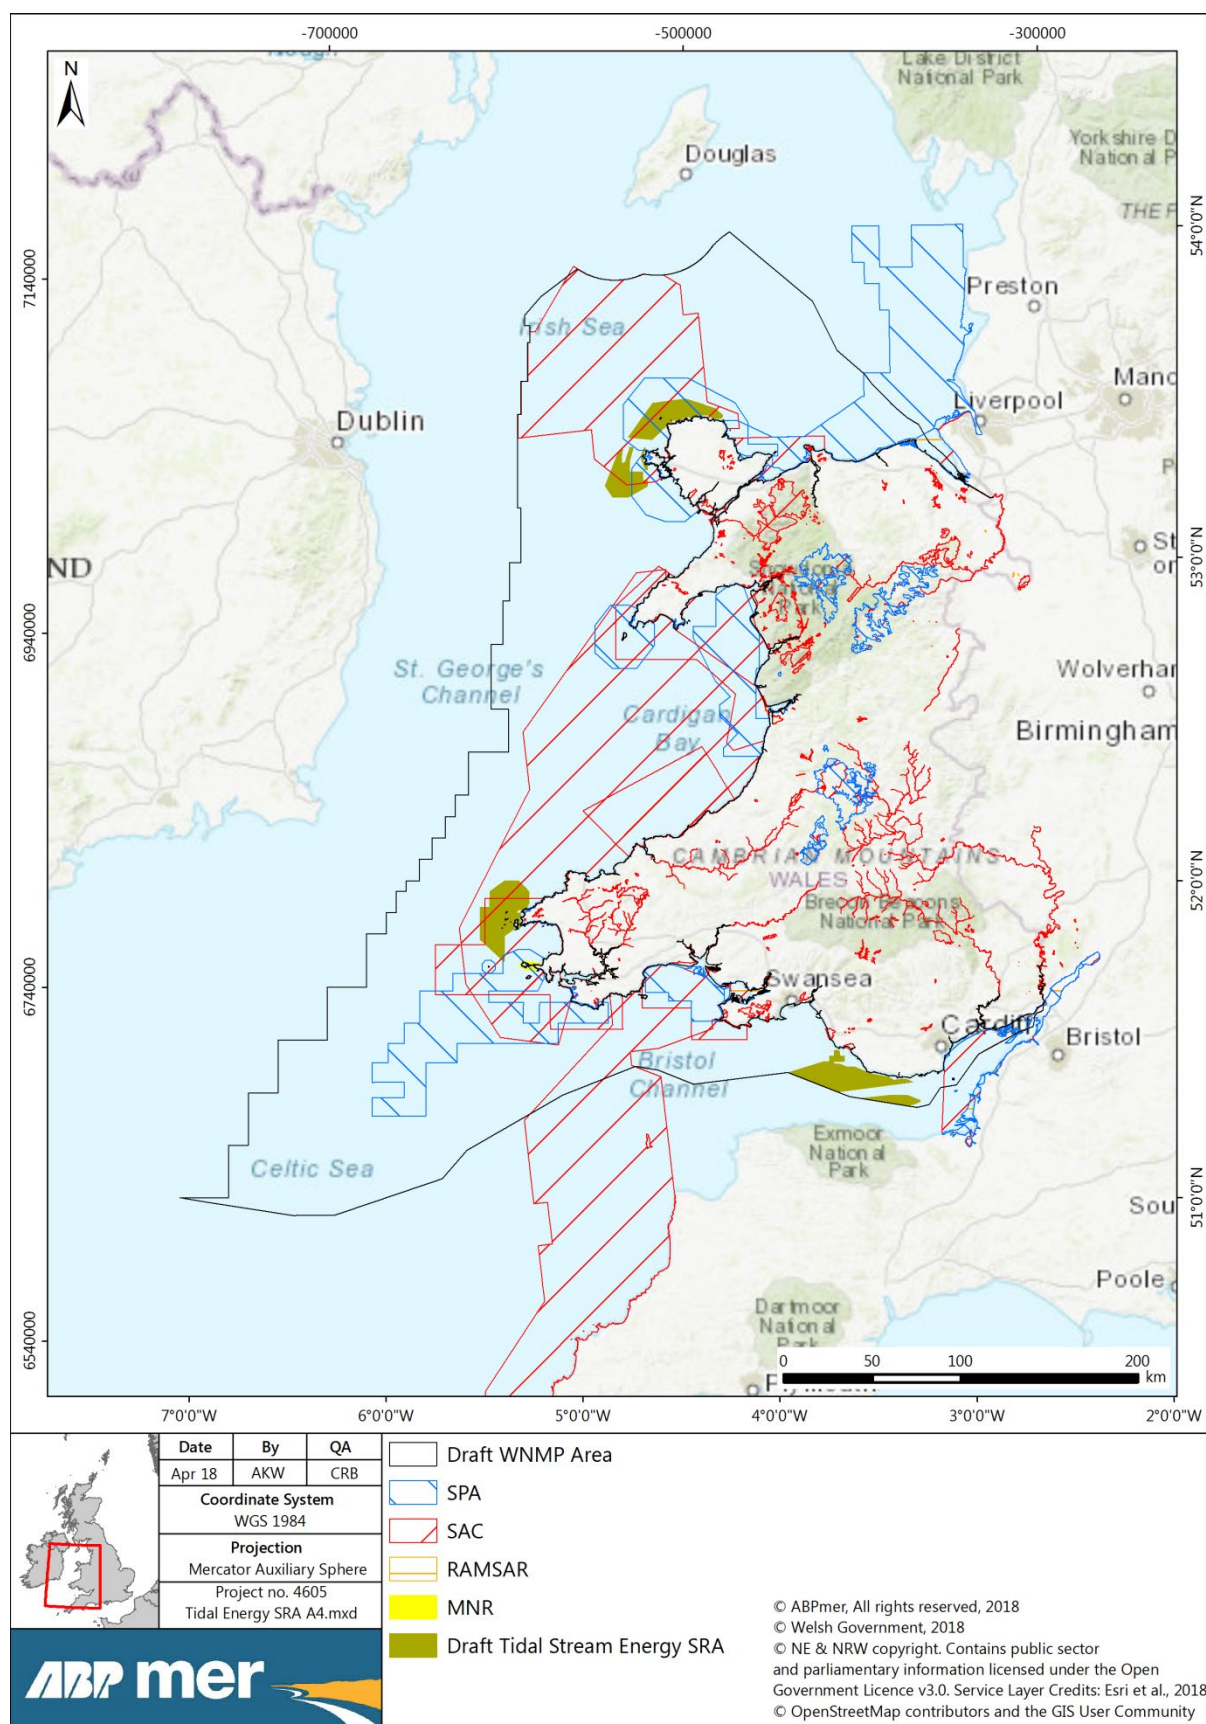 -700000
-500000
-300000
N
Lake District
National Park
Douglas
Yorkshire D
National P
THE
54°0'0"N
7140000
Preston
Irish Sea
Manc
Liverpool
Dublin
St
on
53°0'0"N
ND
National
Park
6940000
St. George's
Channel
Wolverhar
Cardigan
Bay
Birmingham
CAMBRIAN MOUNTAINS
WALES
52°0'0"N
Brecon Beacons
National Park
6740000
Swansea
Cardiff
Bristol
Bristol
Channel
Exmoor
National
Park
Celtic Sea
51°0'0"N
Sou
Poole
Dartmoor
National
Park
6540000
0 50 100 200
km
Plymouth
7°0'0"W
6°0'0"W
5°0'0"W
4°0'0"W
3°0'0"W
2°0'0"W
Date By QA
Apr 18 AKW CRB
Coordinate System
WGS 1984
Projection
Mercator Auxiliary Sphere
Project no. 4605
Tidal Energy SRA A4.mxd
ABP mer
Draft WNMP Area
SPA
SAC
RAMSAR
MNR
Draft Tidal Stream Energy SRA
© ABPmer, All rights reserved, 2018
© Welsh Government, 2018
© NE & NRW copyright. Contains public sector
and parliamentary information licensed under the Open
Government Licence v3.0. Service Layer Credits: Esri et al., 2018
© OpenStreetMap contributors and the GIS User Community